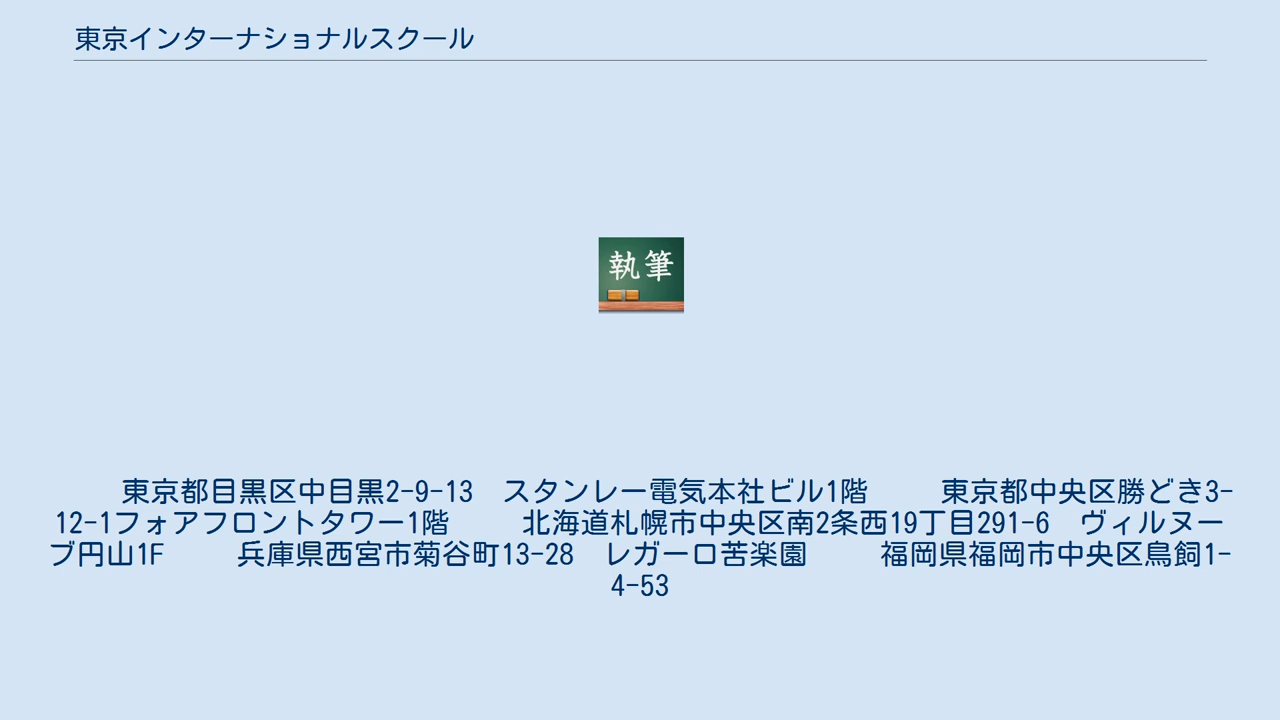 東京インターナショナルスクール
執筆
東京都目黒区中目黒2-9-13　スタンレー電気本社ビル1階　　東京都中央区勝どき3-
12-1フォアフロントタワー1階　　北海道札幌市中央区南2条西19丁目291-6　ヴィルヌー
ブ円山1F　　兵庫県西宮市菊谷町13-28　レガーロ苦楽園　　福岡県福岡市中央区鳥飼1-
4-53